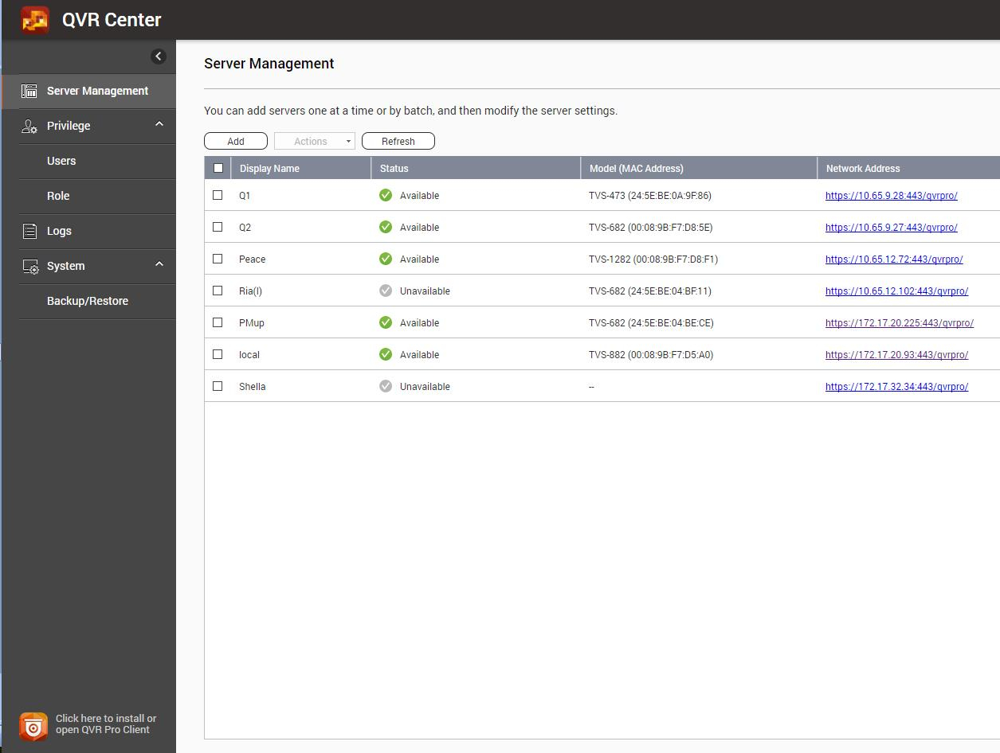 QVR Center
Server Management
Privilege
Users
Role
Logs
System
Backup/Restore
Click here to install or
open QVR Pro Client
Server Management
You can add servers one at a time or by batch, and then modify the server settings.
Add Actions Refresh
Display Name Status Model (MAC Address) Network Address
Q1 Available TVS-473 (24:5E:BE:0A:9F:86) https://10.65.9.28:443/qvrpro/
Q2 Available TVS-682 (00:08:9B:F7:D8:5E) https://10.65.9.27:443/qvrpro/
Peace Available TVS-1282 (00:08:9B:F7:D8:F1) https://10.65.12.72:443/qvrpro/
Ria(I) Unavailable TVS-682 (24:5E:BE:04:BF:11) https://10.65.12.102:443/qvrpro/
PMup Available TVS-682 (24:5E:BE:04:BE:CE) https://172.17.20.225:443/qvrpro/
local Available TVS-882 (00:08:9B:F7:D5:A0) https://172.17.20.93:443/qvrpro/
Shella Unavailable -- https://172.17.32.34:443/qvrpro/